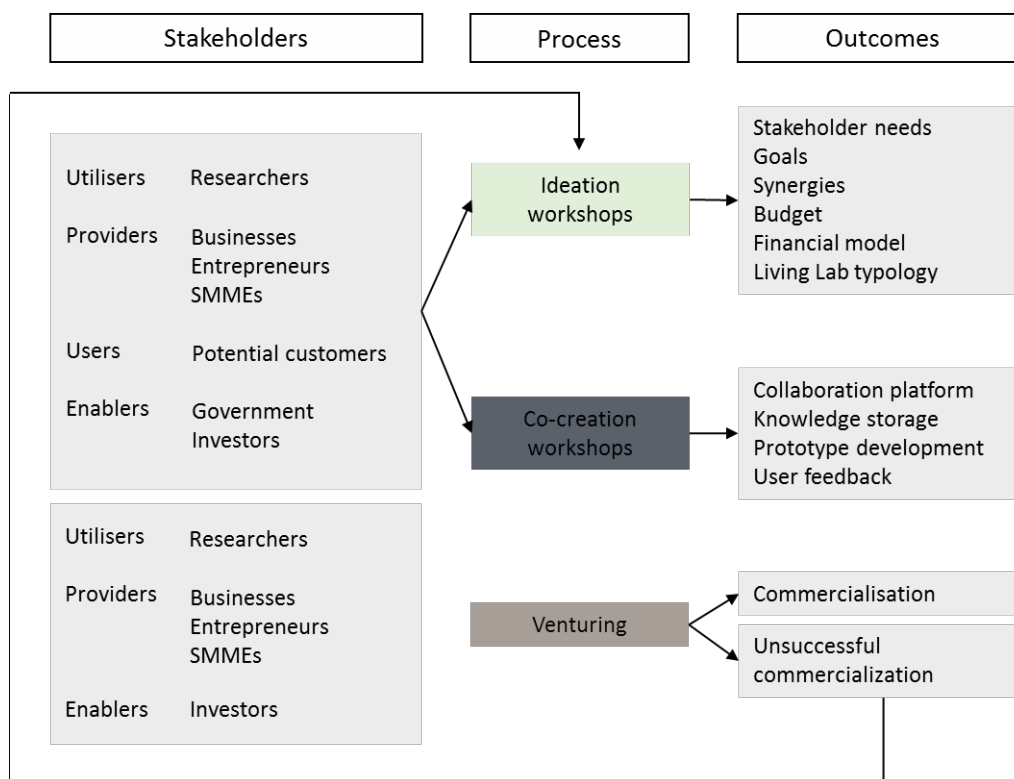 Stakeholders
Process
Outcomes
Utilisers Researchers
Providers Businesses
Entrepreneurs
SMMEs
Users Potential customers
Enablers Government
Investors
Ideation
workshops
Stakeholder needs
Goals
Synergies
Budget
Financial model
Living Lab typology
Co-creation
workshops
Collaboration platform
Knowledge storage
Prototype development
User feedback
Utilisers Researchers
Providers Businesses
Entrepreneurs
SMMEs
Enablers Investors
Venturing
Commercialisation
Unsuccessful
commercialization